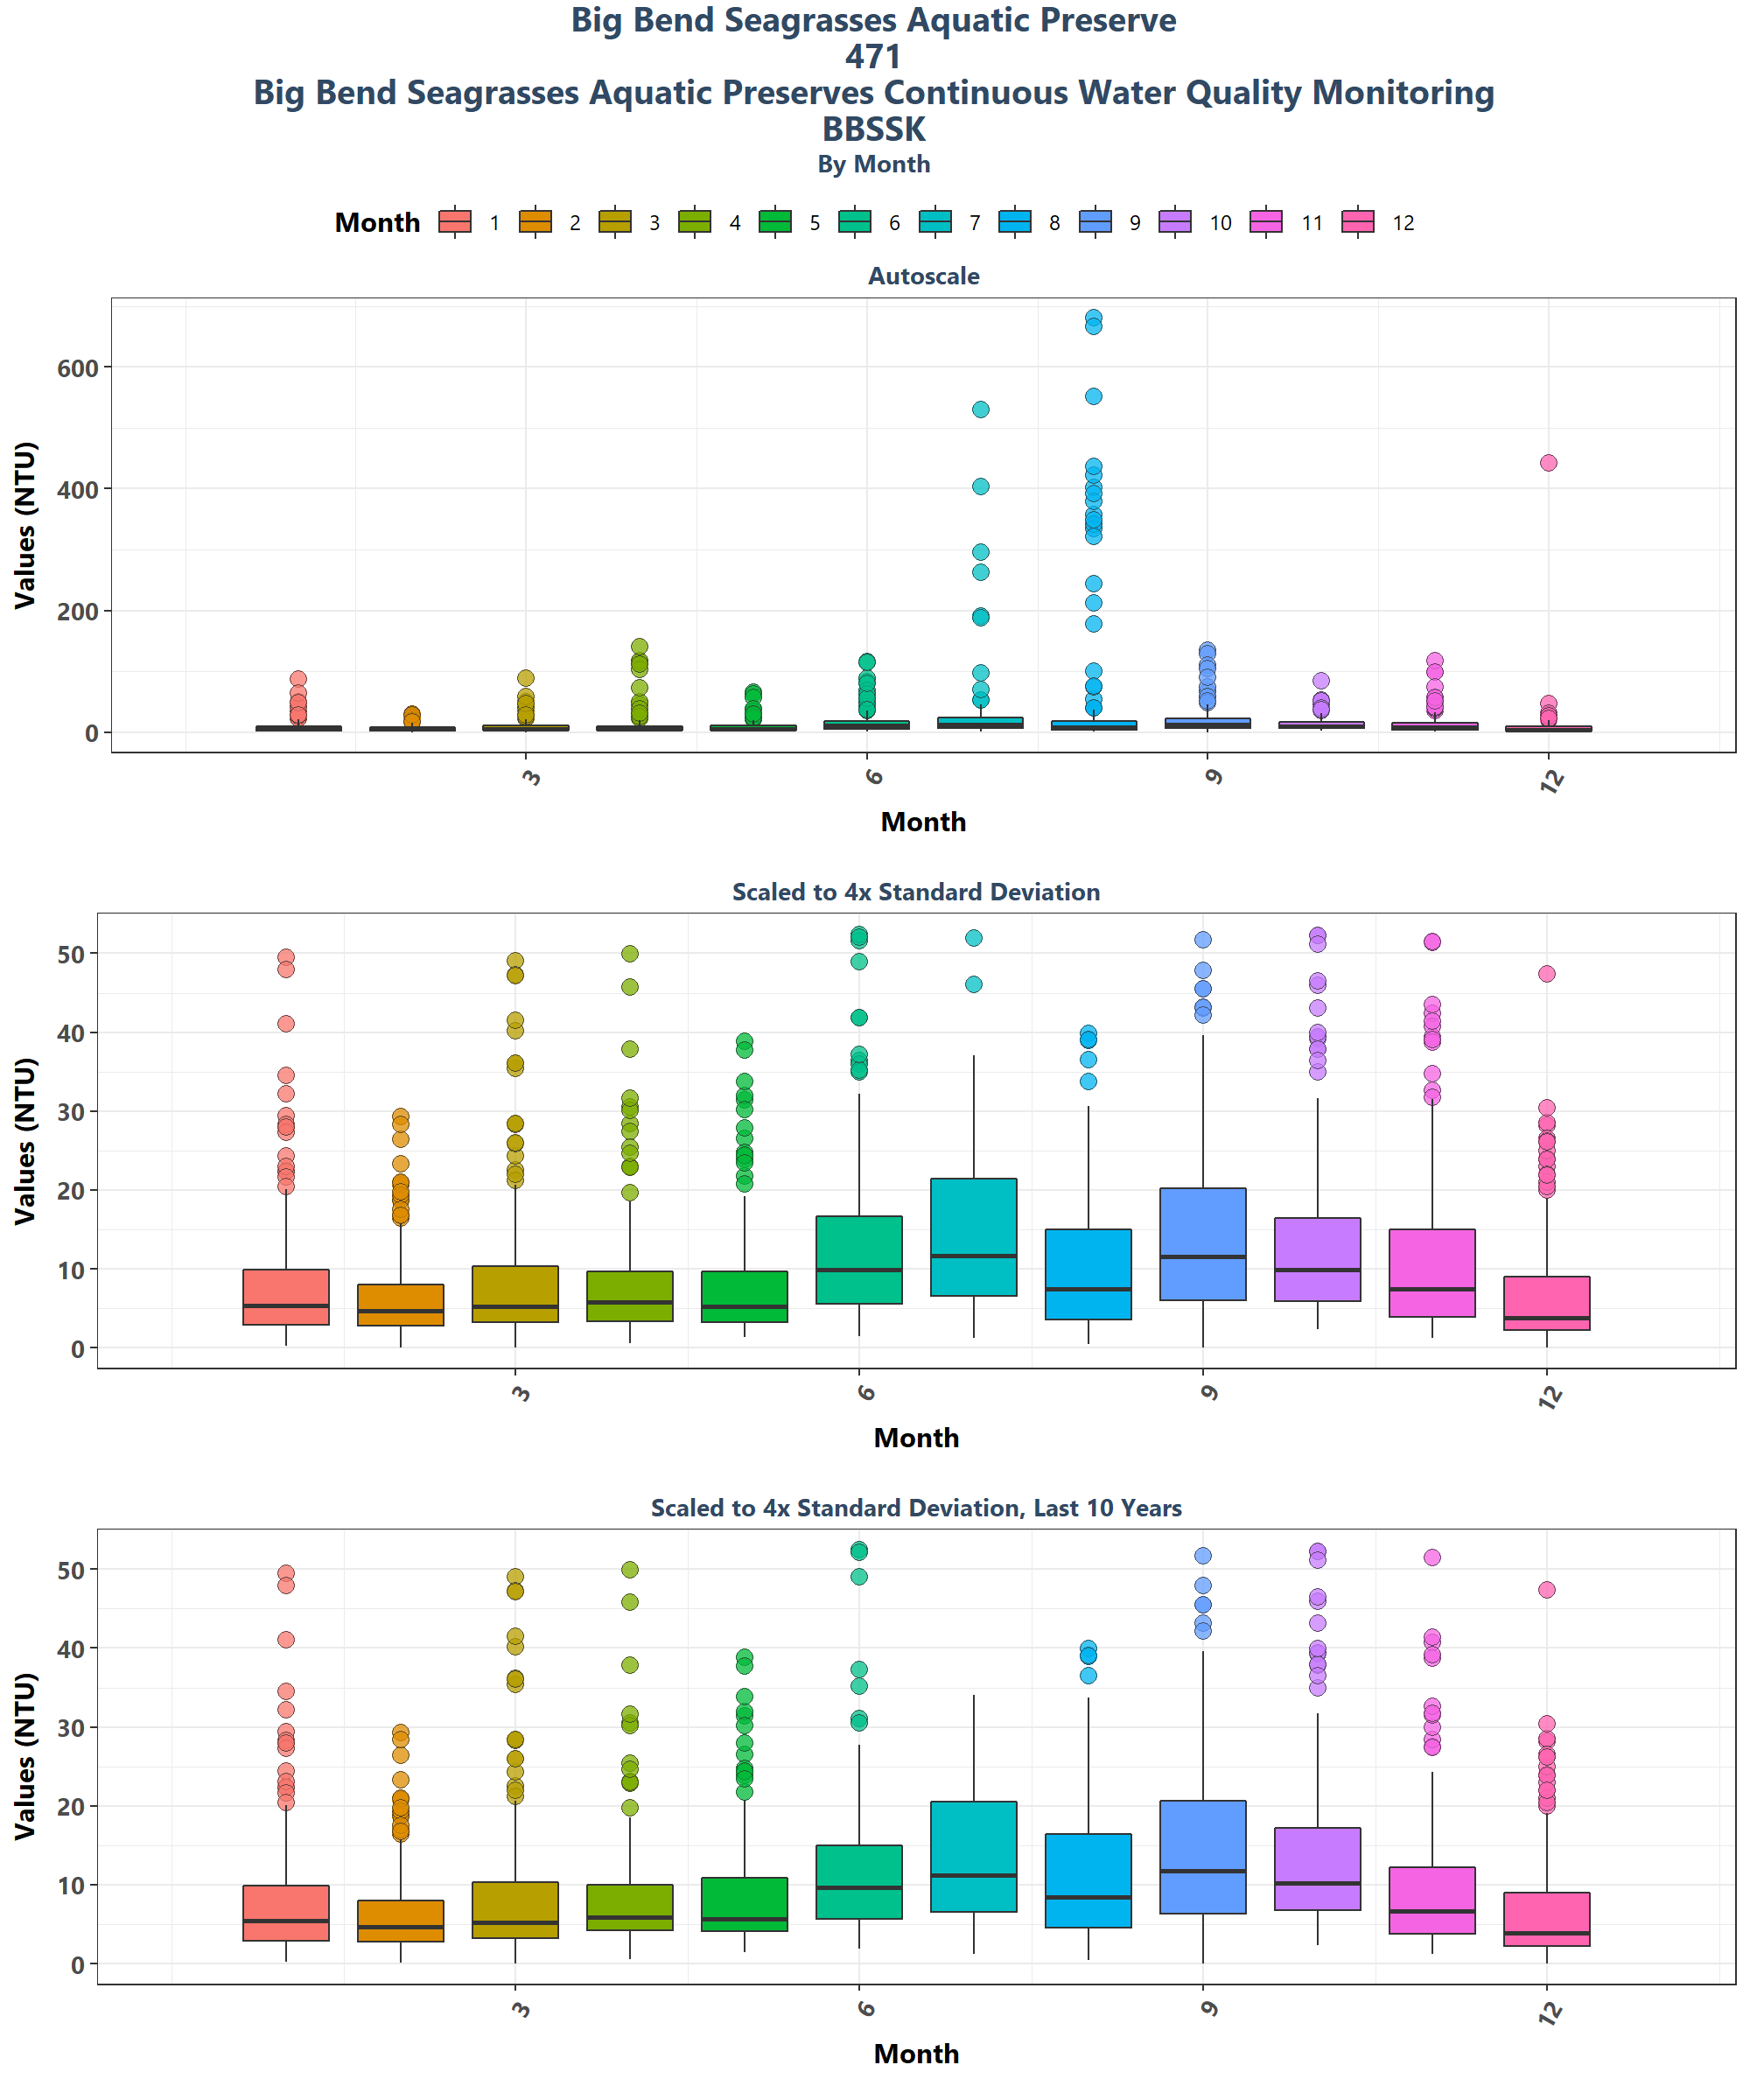 Big Bend Seagrasses Aquatic Preserve
471
Big Bend Seagrasses Aquatic Preserves Continuous Water Quality Monitoring
BBSSK
By Month
Month 1 2 3 4 5 6 7 8 9 10 11 12
Autoscale
Values (NTU)
600
400
200
0
3 6 9 12
Month
Scaled to 4x Standard Deviation
Values (NTU)
50
40
30
20
10
0
3 6 9 12
Month
Scaled to 4x Standard Deviation, Last 10 Years
Values (NTU)
50
40
30
20
10
0
3 6 9 12
Month